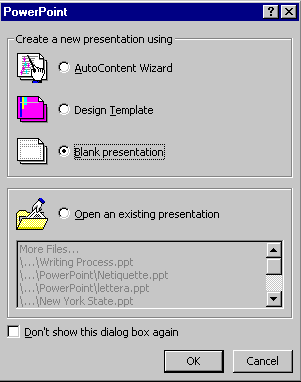 PowerPoint
Create a new presentation using
AutoContent Wizard
Design Template
Blank presentation
Open an existing presentation
More Files...
\...\Writing Process.ppt
\...\PowerPoint\Netiquette.ppt
\...\PowerPoint\lettera.ppt
\...\New York State.ppt
Don't show this dialog box again
OK Cancel